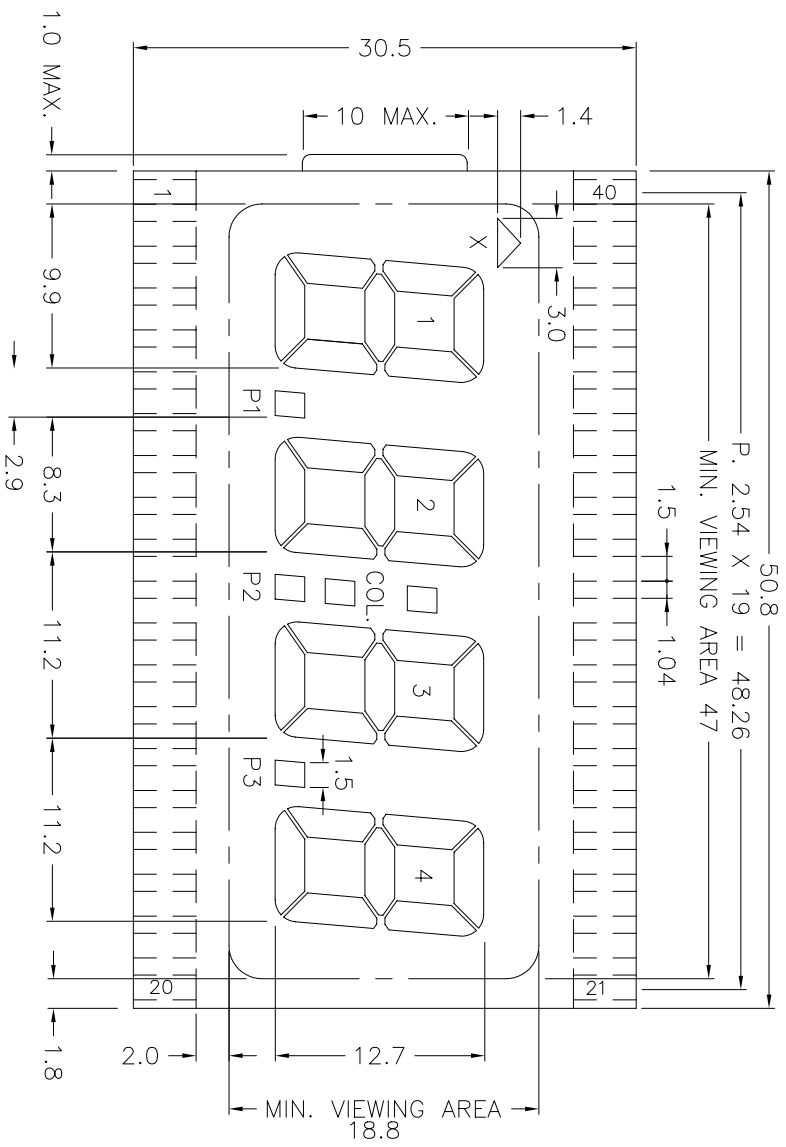 50.8
P. 2.54 X 19 = 48.26
MIN. VIEWING AREA 47
1.5
1.04
30.5
10 MAX.
1.4
3.0
1.0 MAX.
40
21
X
1
2
3
4
COL.
1.5
P1
P2
P3
1
20
9.9
8.3
11.2
11.2
1.8
2.9
2.0
12.7
MIN. VIEWING AREA
18.8